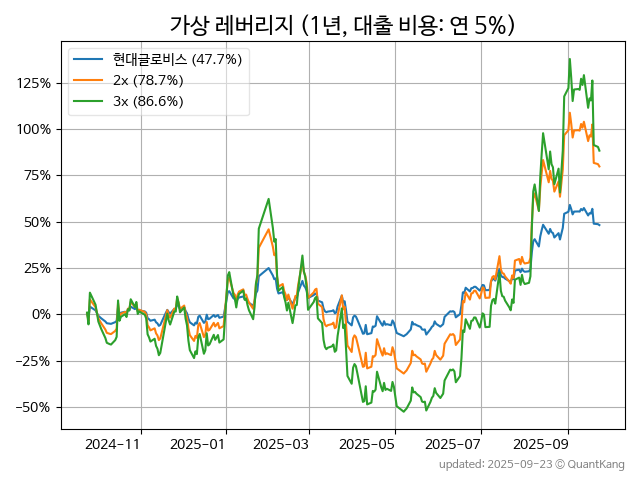 가상 레버리지 (1년, 대출 비용: 연 5%)
현대글로비스 (47.7%)
2x (78.7%)
3x (86.6%)
125%
100%
75%
50%
25%
0%
−25%
−50%
2024-11
2025-01
2025-03
2025-05
2025-07
2025-09
updated: 2025-09-23 © QuantKang